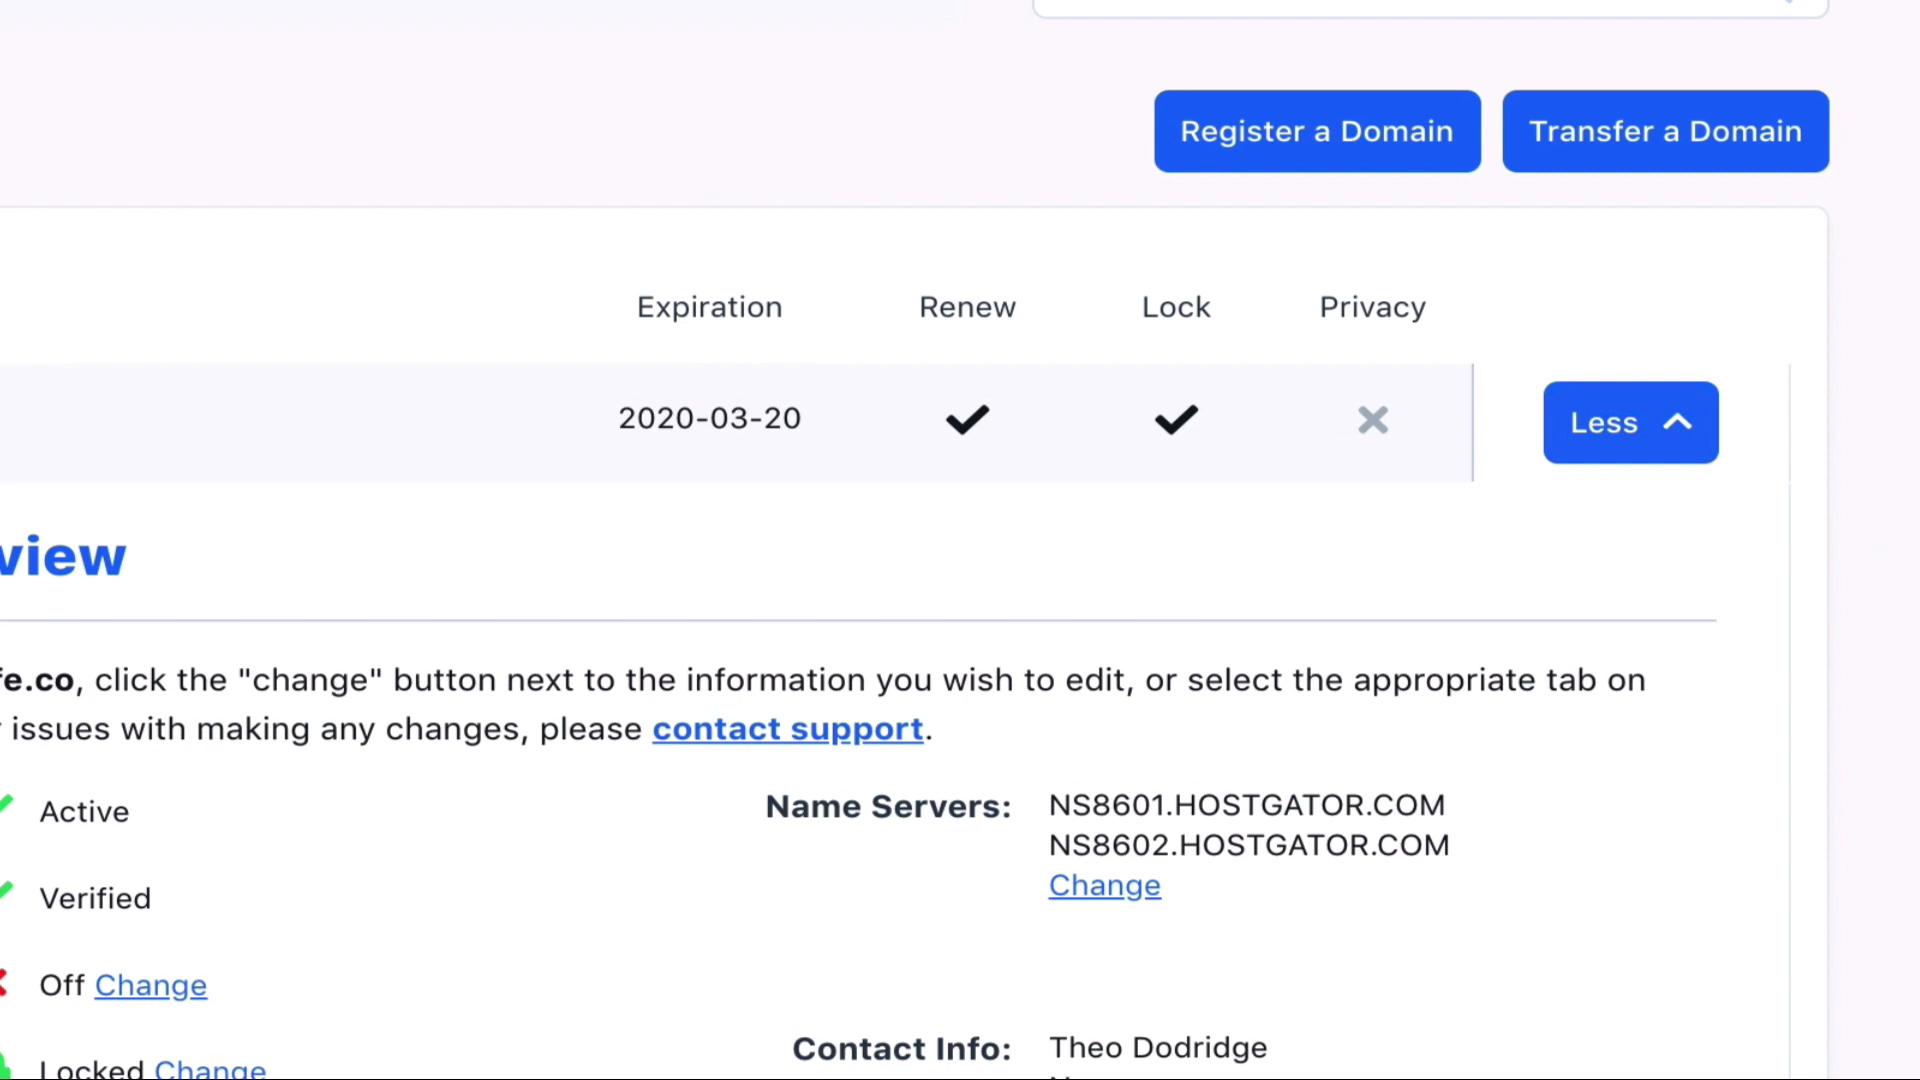 Register a Domain Transfer a Domain
Expiration Renew Lock Privacy
2020-03-20 Less
view
fe.co, click the "change" button next to the information you wish to edit, or select the appropriate tab on
issues with making any changes, please contact support.
Active
Name Servers: NS8601.HOSTGATOR.COM
NS8602.HOSTGATOR.COM
Change
Verified
Off Change
Contact Info: Theo Dodridge
Locked Change